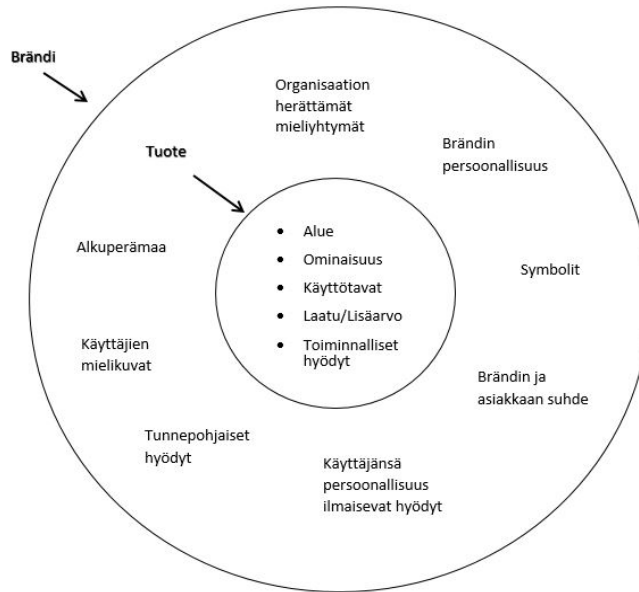 Brändi
Organisaation
herättämät
mieliyhtymät
Brändin
persoonallisuus
Tuote
• Alue
• Ominaisuus
• Käyttötavat
• Laatu/Lisäarvo
• Toiminnalliset
hyödyt
Alkuperämaa
Symbolit
Käyttäjien
mielikuvat
Brändin ja
asiakkaan suhde
Tunnepohjaiset
hyödyt
Käyttäjänsä
persoonallisuus
ilmaisevat hyödyt